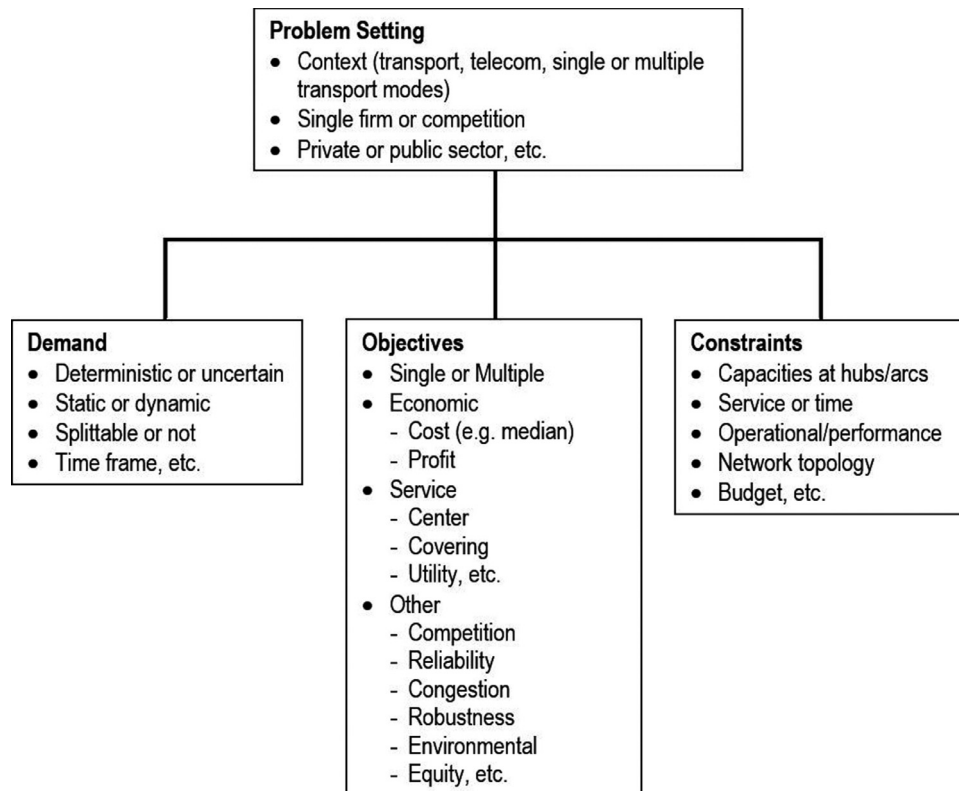 Problem Setting
• Context (transport, telecom, single or multiple
transport modes)
• Single firm or competition
• Private or public sector, etc.
Demand
• Deterministic or uncertain
• Static or dynamic
• Splittable or not
• Time frame, etc.
Objectives
• Single or Multiple
• Economic
- Cost (e.g. median)
- Profit
• Service
- Center
- Covering
- Utility, etc.
• Other
- Competition
- Reliability
- Congestion
- Robustness
- Environmental
- Equity, etc.
Constraints
• Capacities at hubs/arcs
• Service or time
• Operational/performance
• Network topology
• Budget, etc.